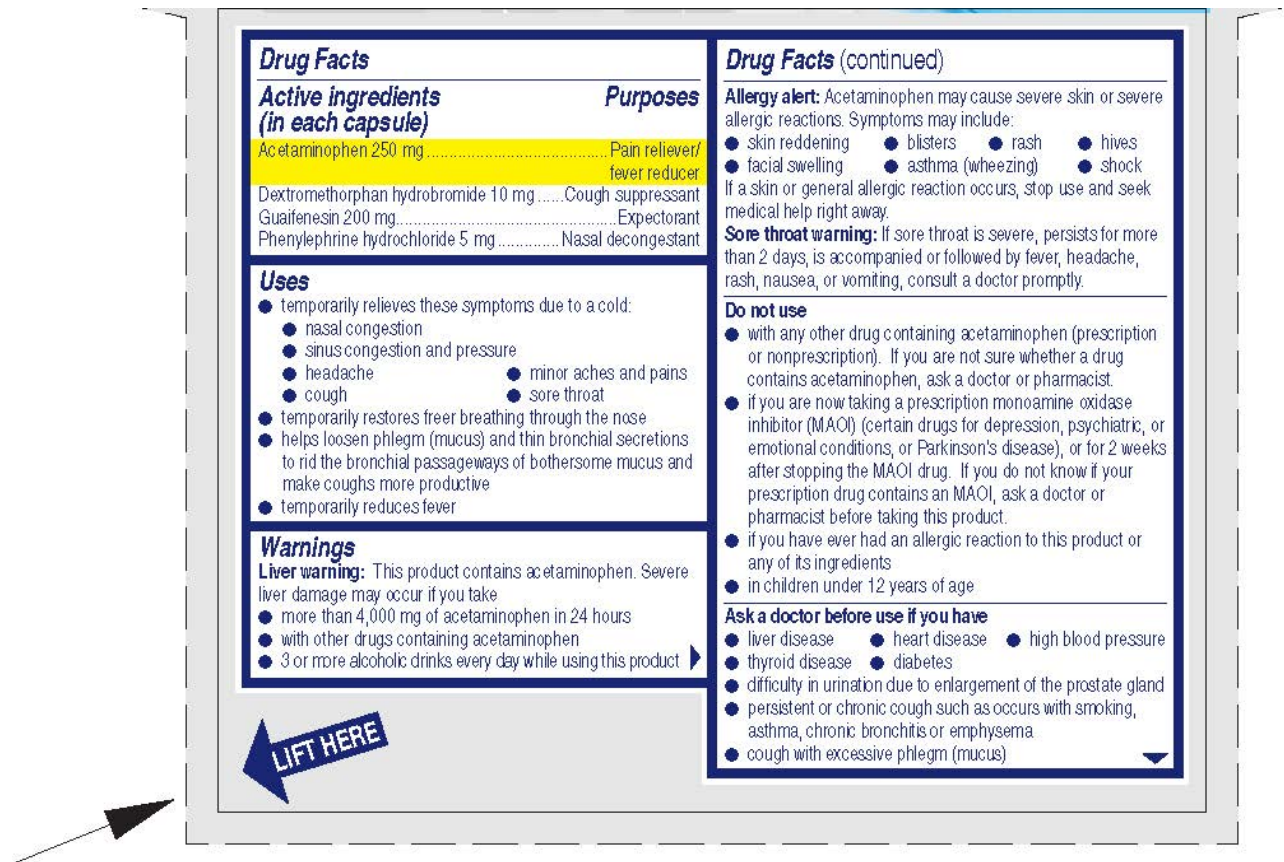 Drug Facts
Active ingredients Purposes
(in each capsule)
Acetaminophen 250 mg........................................Pain reliever/
fever reducer
Dextromethorphan hydrobromide 10 mg......Cough suppressant
Guaifenesin 200 mg.................................................Expectorant
Phenylephrine hydrochloride 5 mg..............Nasal decongestant
Uses
● temporarily relieves these symptoms due to a cold:
● nasal congestion
● sinus congestion and pressure
● headache ● minor aches and pains
● cough ● sore throat
● temporarily restores freer breathing through the nose
● helps loosen phlegm (mucus) and thin bronchial secretions
to rid the bronchial passageways of bothersome mucus and
make coughs more productive
● temporarily reduces fever
Warnings
Liver warning: This product contains acetaminophen. Severe
liver damage may occur if you take
● more than 4,000 mg of acetaminophen in 24 hours
● with other drugs containing acetaminophen
● 3 or more alcoholic drinks every day while using this product
LIFT HERE
Drug Facts (continued)
Allergy alert: Acetaminophen may cause severe skin or severe
allergic reactions. Symptoms may include:
● skin reddening ● blisters ● rash ● hives
● facial swelling ● asthma (wheezing) ● shock
If a skin or general allergic reaction occurs, stop use and seek
medical help right away.
Sore throat warning: If sore throat is severe, persists for more
than 2 days, is accompanied or followed by fever, headache,
rash, nausea, or vomiting, consult a doctor promptly.
Do not use
● with any other drug containing acetaminophen (prescription
or nonprescription). If you are not sure whether a drug
contains acetaminophen, ask a doctor or pharmacist.
● if you are now taking a prescription monoamine oxidase
inhibitor (MAOI) (certain drugs for depression, psychiatric, or
emotional conditions, or Parkinson's disease), or for 2 weeks
after stopping the MAOI drug. If you do not know if your
prescription drug contains an MAOI, ask a doctor or
pharmacist before taking this product.
● if you have ever had an allergic reaction to this product or
any of its ingredients
● in children under 12 years of age
Ask a doctor before use if you have
● liver disease ● heart disease ● high blood pressure
● thyroid disease ● diabetes
● difficulty in urination due to enlargement of the prostate gland
● persistent or chronic cough such as occurs with smoking,
asthma, chronic bronchitis or emphysema
● cough with excessive phlegm (mucus)